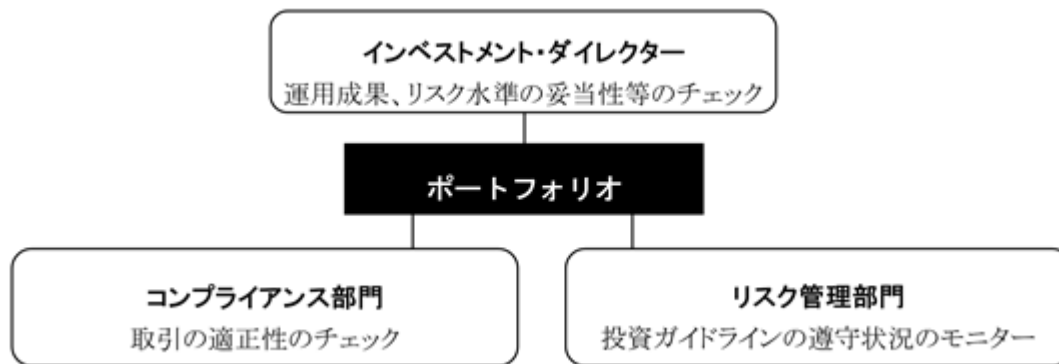 インベストメント・ダイレクター
運用成果、リスク水準の妥当性等のチェック
ポートフォリオ
コンプライアンス部門
取引の適正性のチェック
リスク管理部門
投資ガイドラインの遵守状況のモニター